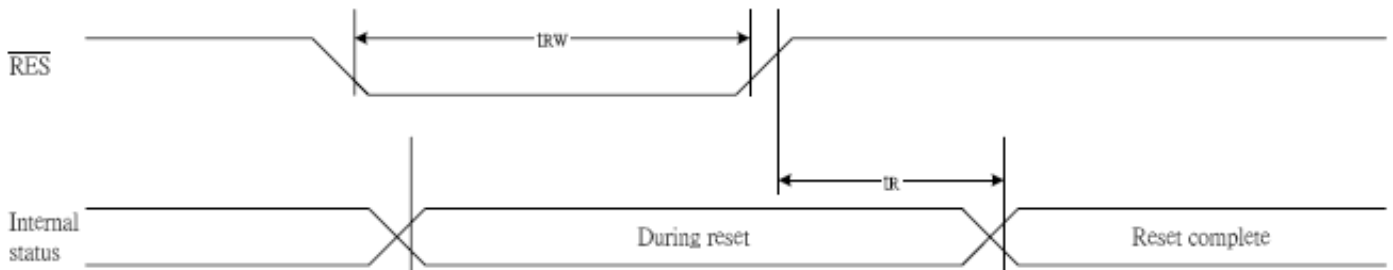 RES
tRW
tR
Internal
status
During reset
Reset complete